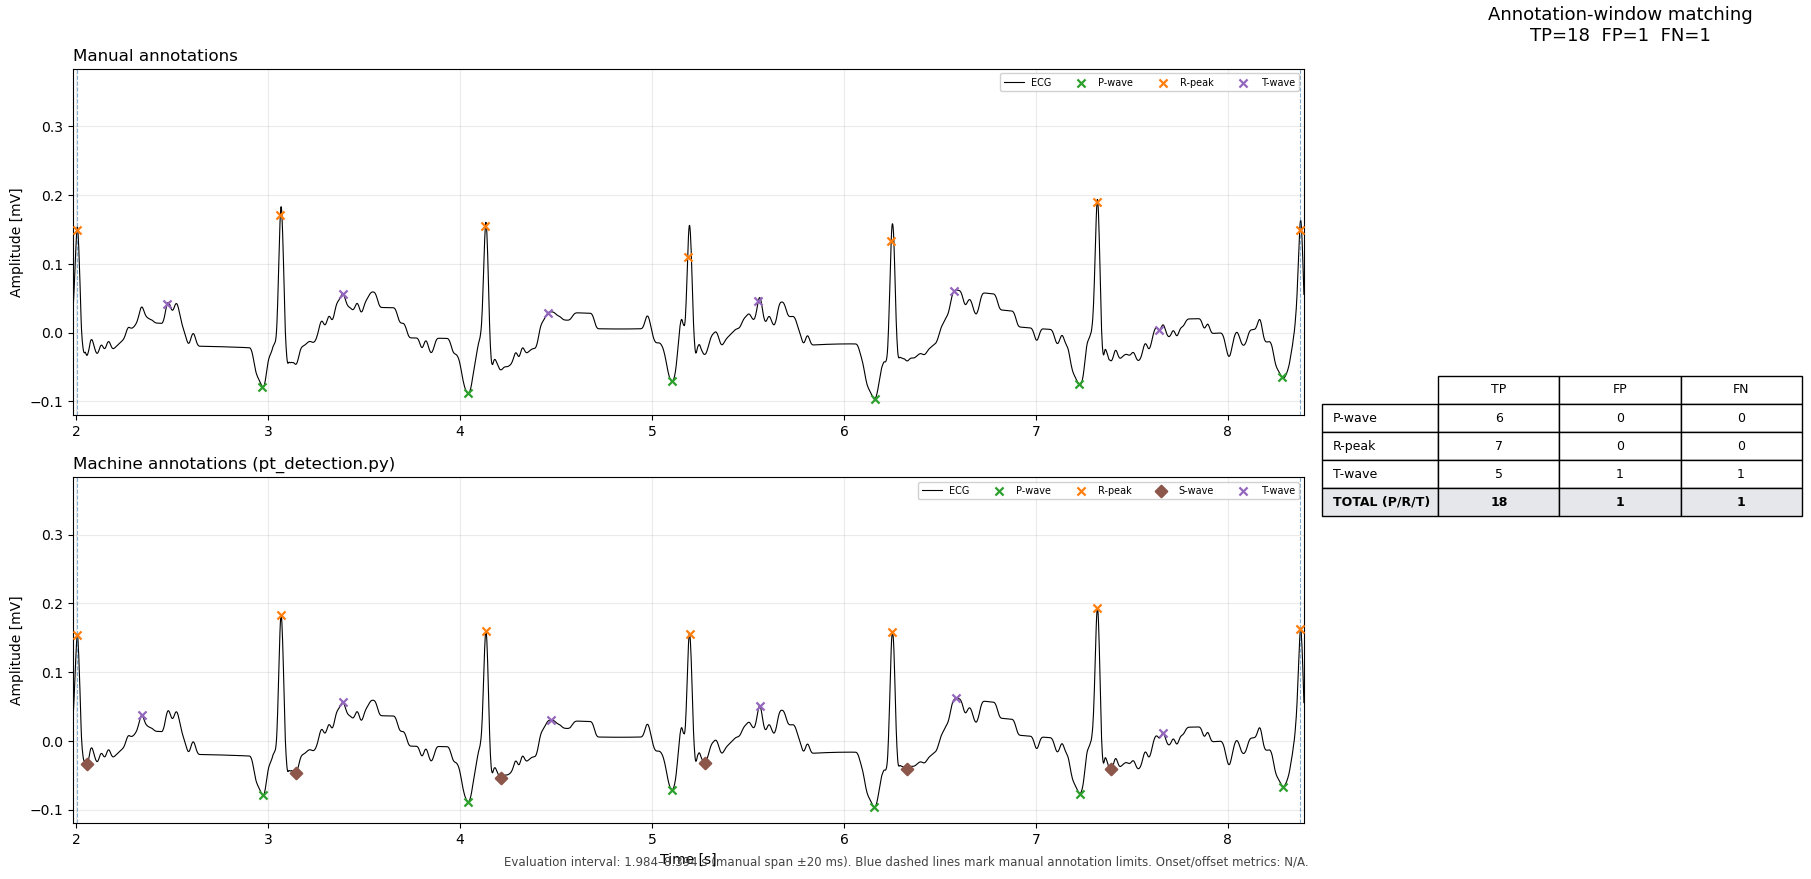 Annotation-window matching
TP=18 FP=1 FN=1
Manual annotations
ECG P-wave R-peak T-wave
Amplitude [mV]
0.3
0.2
0.1
0.0
−0.1
2 3 4 5 6 7 8
TP FP FN
P-wave 6 0 0
R-peak 7 0 0
T-wave 5 1 1
TOTAL (P/R/T) 18 1 1
Machine annotations (pt_detection.py)
ECG P-wave R-peak S-wave T-wave
Amplitude [mV]
0.3
0.2
0.1
0.0
−0.1
2 3 4 5 6 7 8
Time [s]
Evaluation interval: (manual span ±20 ms). Blue dashed lines mark manual annotation limits. Onset/offset metrics: N/A.